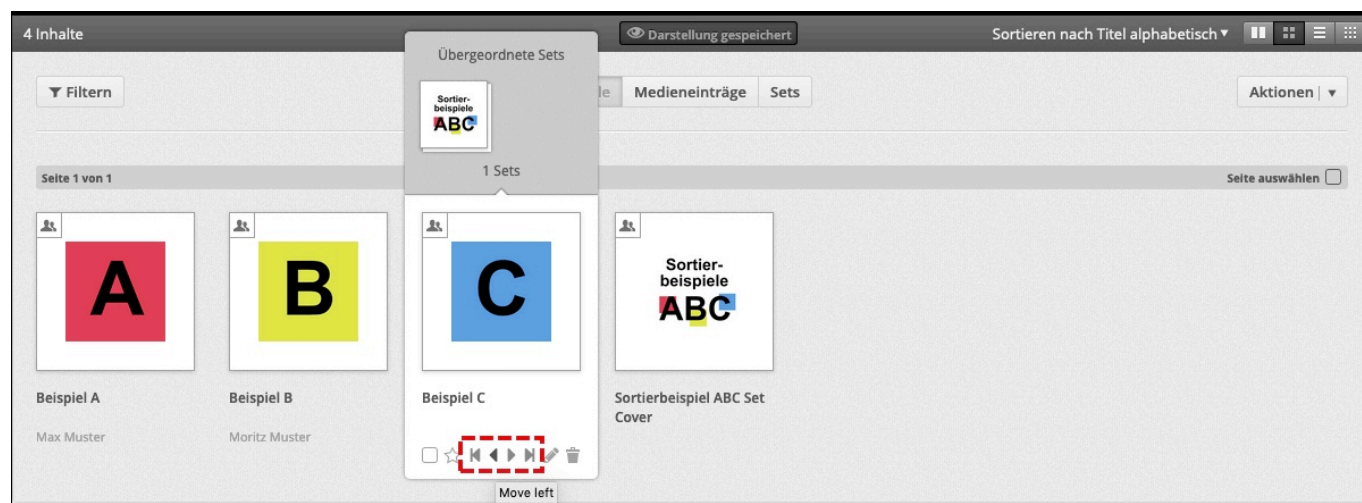 4 Inhalte
Darstellung gespeichert
Sortieren nach Titel alphabetisch
Übergeordnete Sets
Sortier-
beispiele
ABC
1 Sets
Filtern
le
Medieneinträge
Sets
Aktionen
Seite 1 von 1
Seite auswählen
A
B
C
Sortier-
beispiele
ABC
Beispiel A
Beispiel B
Beispiel C
Sortierbeispiel ABC Set
Cover
Max Muster
Moritz Muster
Move left